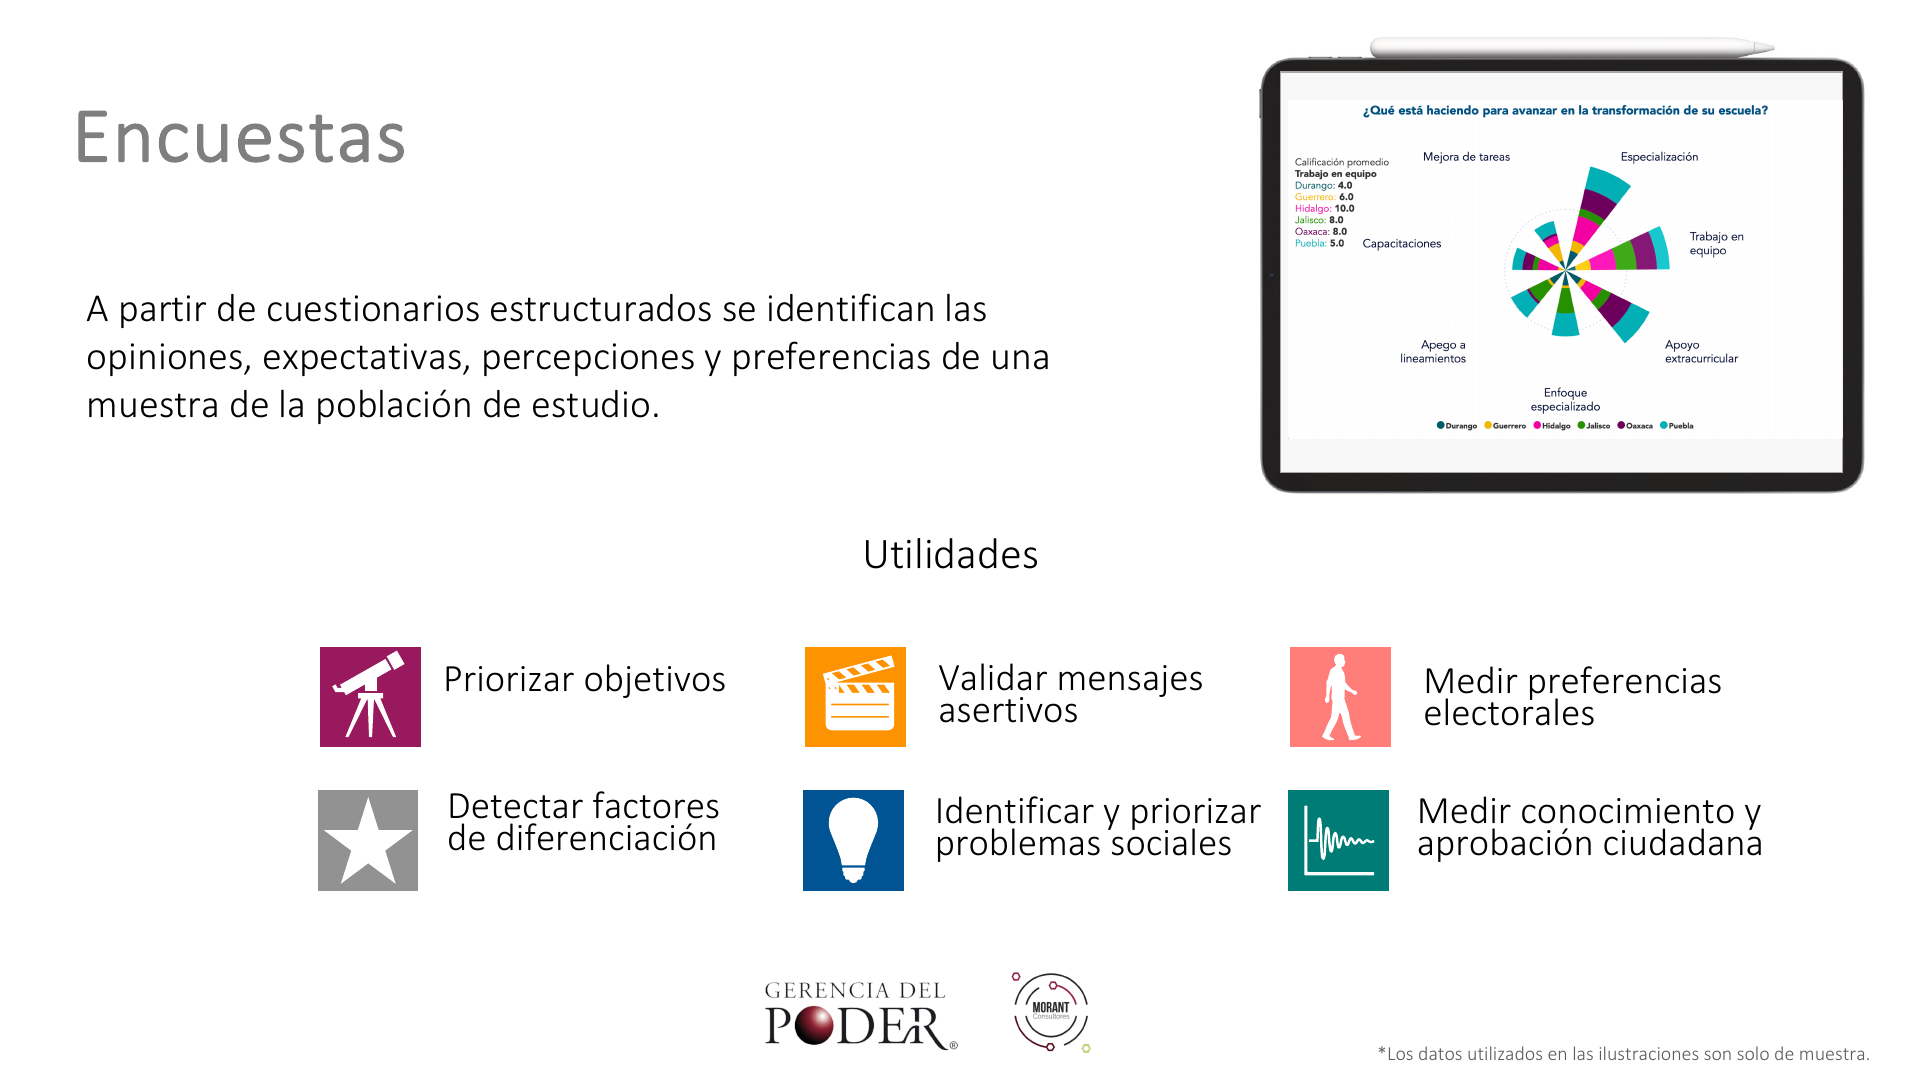 Encuestas
A partir de cuestionarios estructurados se identifican las
opiniones, expectativas, percepciones y preferencias de una
muestra de la población de estudio.
¿Qué está haciendo para avanzar en la transformación de su escuela?
Calificación promedio
Trabajo en equipo
Durango: 4.0
Guerrero: 6.0
Hidalgo: 10.0
Jalisco: 8.0
Oaxaca: 8.0
Puebla: 5.0
Mejora de tareas
Especialización
Capacitaciones
Trabajo en
equipo
Apego a
lineamientos
Apoyo
extracurricular
Enfoque
especializado
Durango Guerrero Hidalgo Jalisco Oaxaca Puebla
Utilidades
Priorizar objetivos
Validar mensajes
asertivos
Medir preferencias
electorales
Detectar factores
de diferenciación
Identificar y priorizar
problemas sociales
Medir conocimiento y
aprobación ciudadana
GERENCIA DEL
PODER®
MORANT
Consultores
*Los datos utilizados en las ilustraciones son solo de muestra.